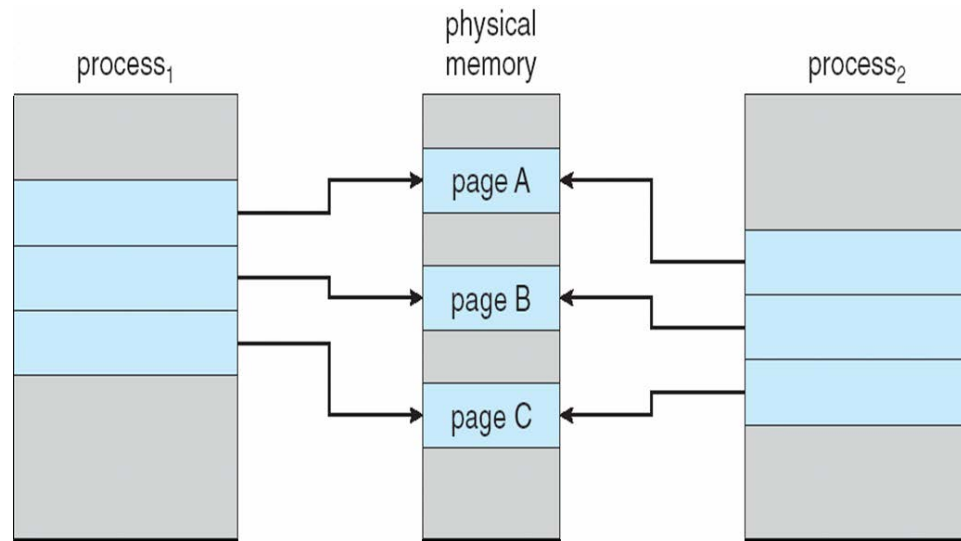 process₁
physical
memory
process₂
page A
page B
page C